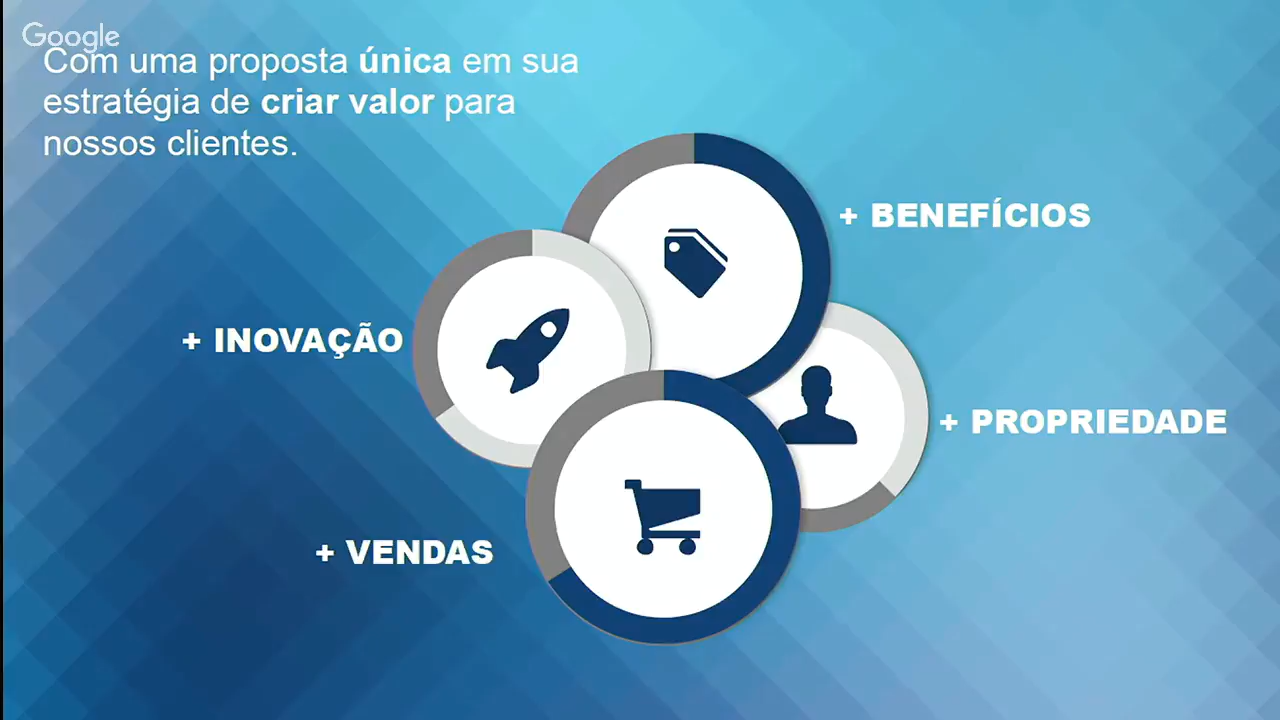 Google
Com uma proposta única em sua
estratégia de criar valor para
nossos clientes.
+ BENEFÍCIOS
+ INOVAÇÃO
+ PROPRIEDADE
+ VENDAS